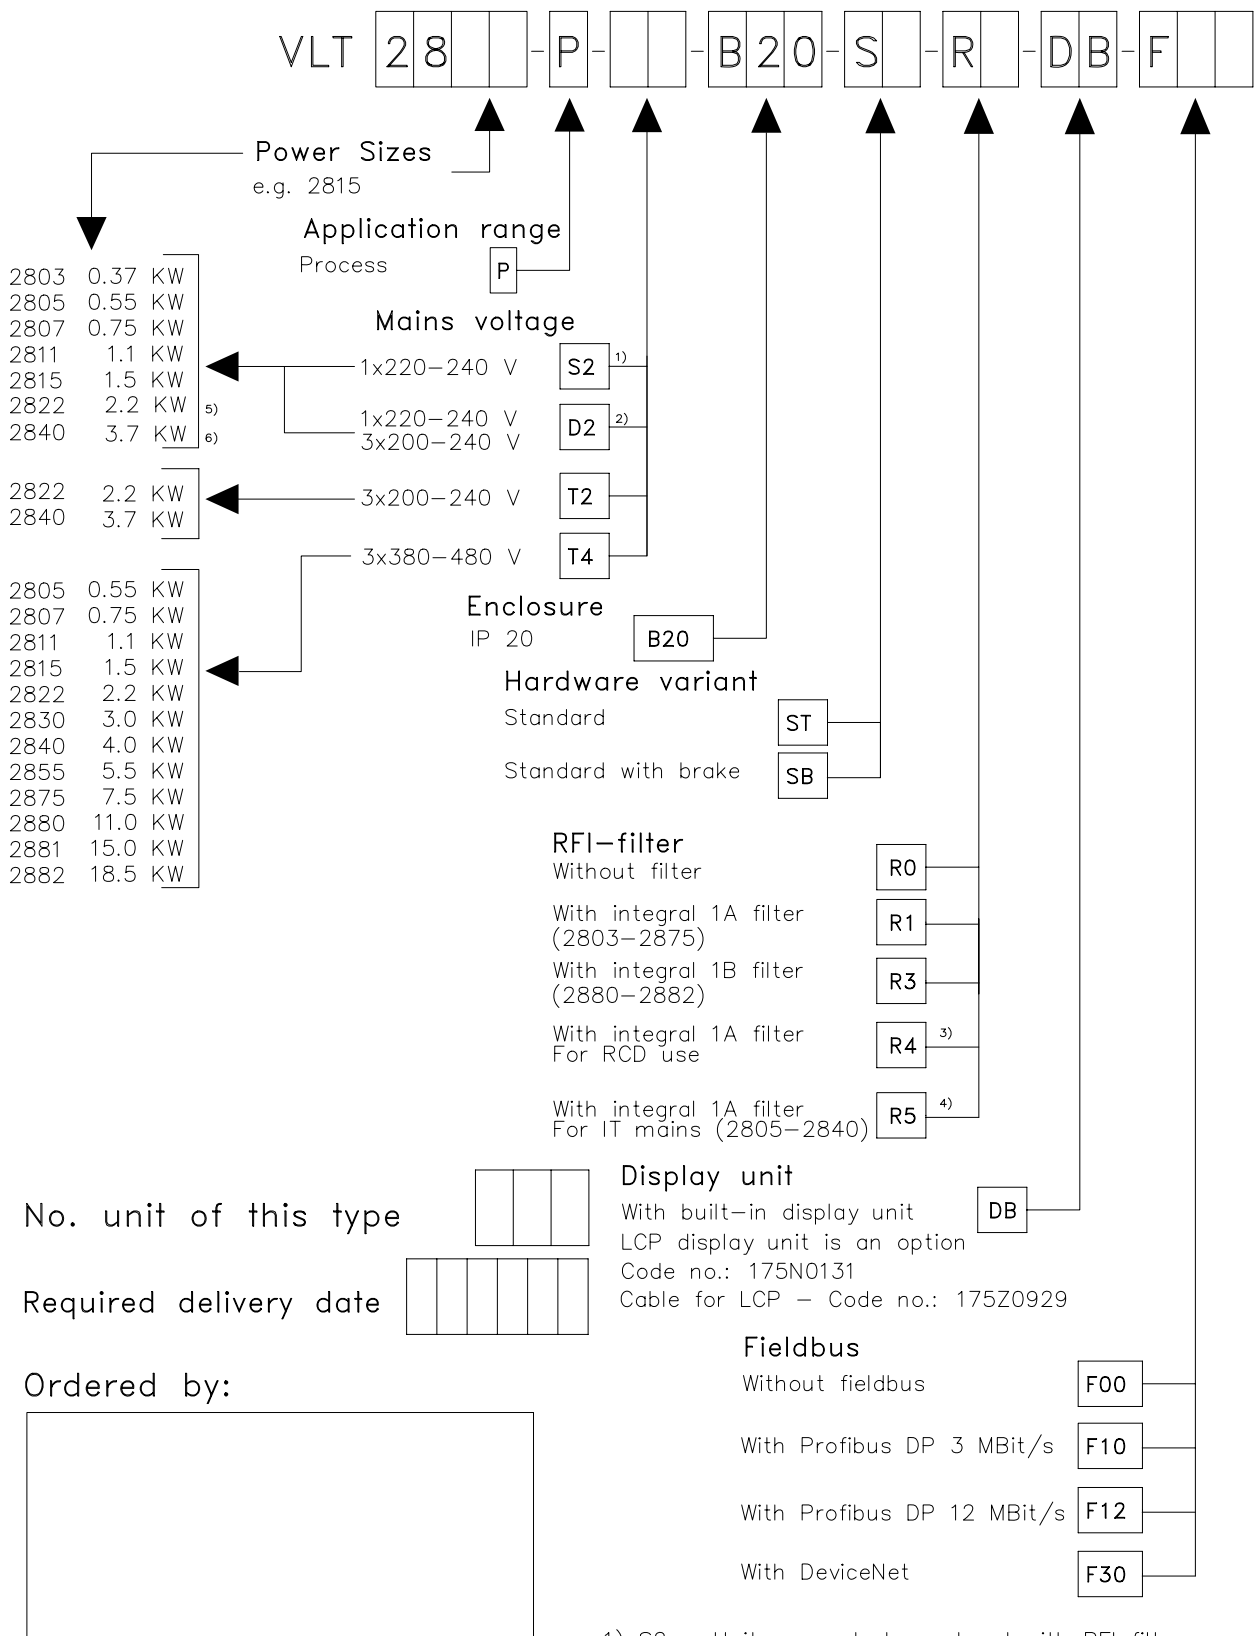 VLT 28 -P- -B20-S -R -DB-F
Power Sizes
e.g. 2815
Application range
Process P
2803 0.37 KW
2805 0.55 KW
2807 0.75 KW
2811 1.1 KW
2815 1.5 KW
2822 2.2 KW 5)
2840 3.7 KW 6)
2822 2.2 KW
2840 3.7 KW
2805 0.55 KW
2807 0.75 KW
2811 1.1 KW
2815 1.5 KW
2822 2.2 KW
2830 3.0 KW
2840 4.0 KW
2855 5.5 KW
2875 7.5 KW
2880 11.0 KW
2881 15.0 KW
2882 18.5 KW
Mains voltage
1x220-240 V S2 1)
1x220-240 V
3x200-240 V D2 2)
3x200-240 V T2
3x380-480 V T4
Enclosure
IP 20 B20
Hardware variant
Standard ST
Standard with brake SB
RFI-filter
Without filter R0
With integral 1A filter
(2803-2875) R1
With integral 1B filter
(2880-2882) R3
With integral 1A filter
For RCD use R4 3)
With integral 1A filter
For IT mains (2805-2840) R5 4)
Display unit
With built-in display unit DB
LCP display unit is an option
Code no.: 175N0131
Cable for LCP - Code no.: 175Z0929
No. unit of this type
Required delivery date
Ordered by:
Fieldbus
Without fieldbus F00
With Profibus DP 3 MBit/s F10
With Profibus DP 12 MBit/s F12
With DeviceNet F30